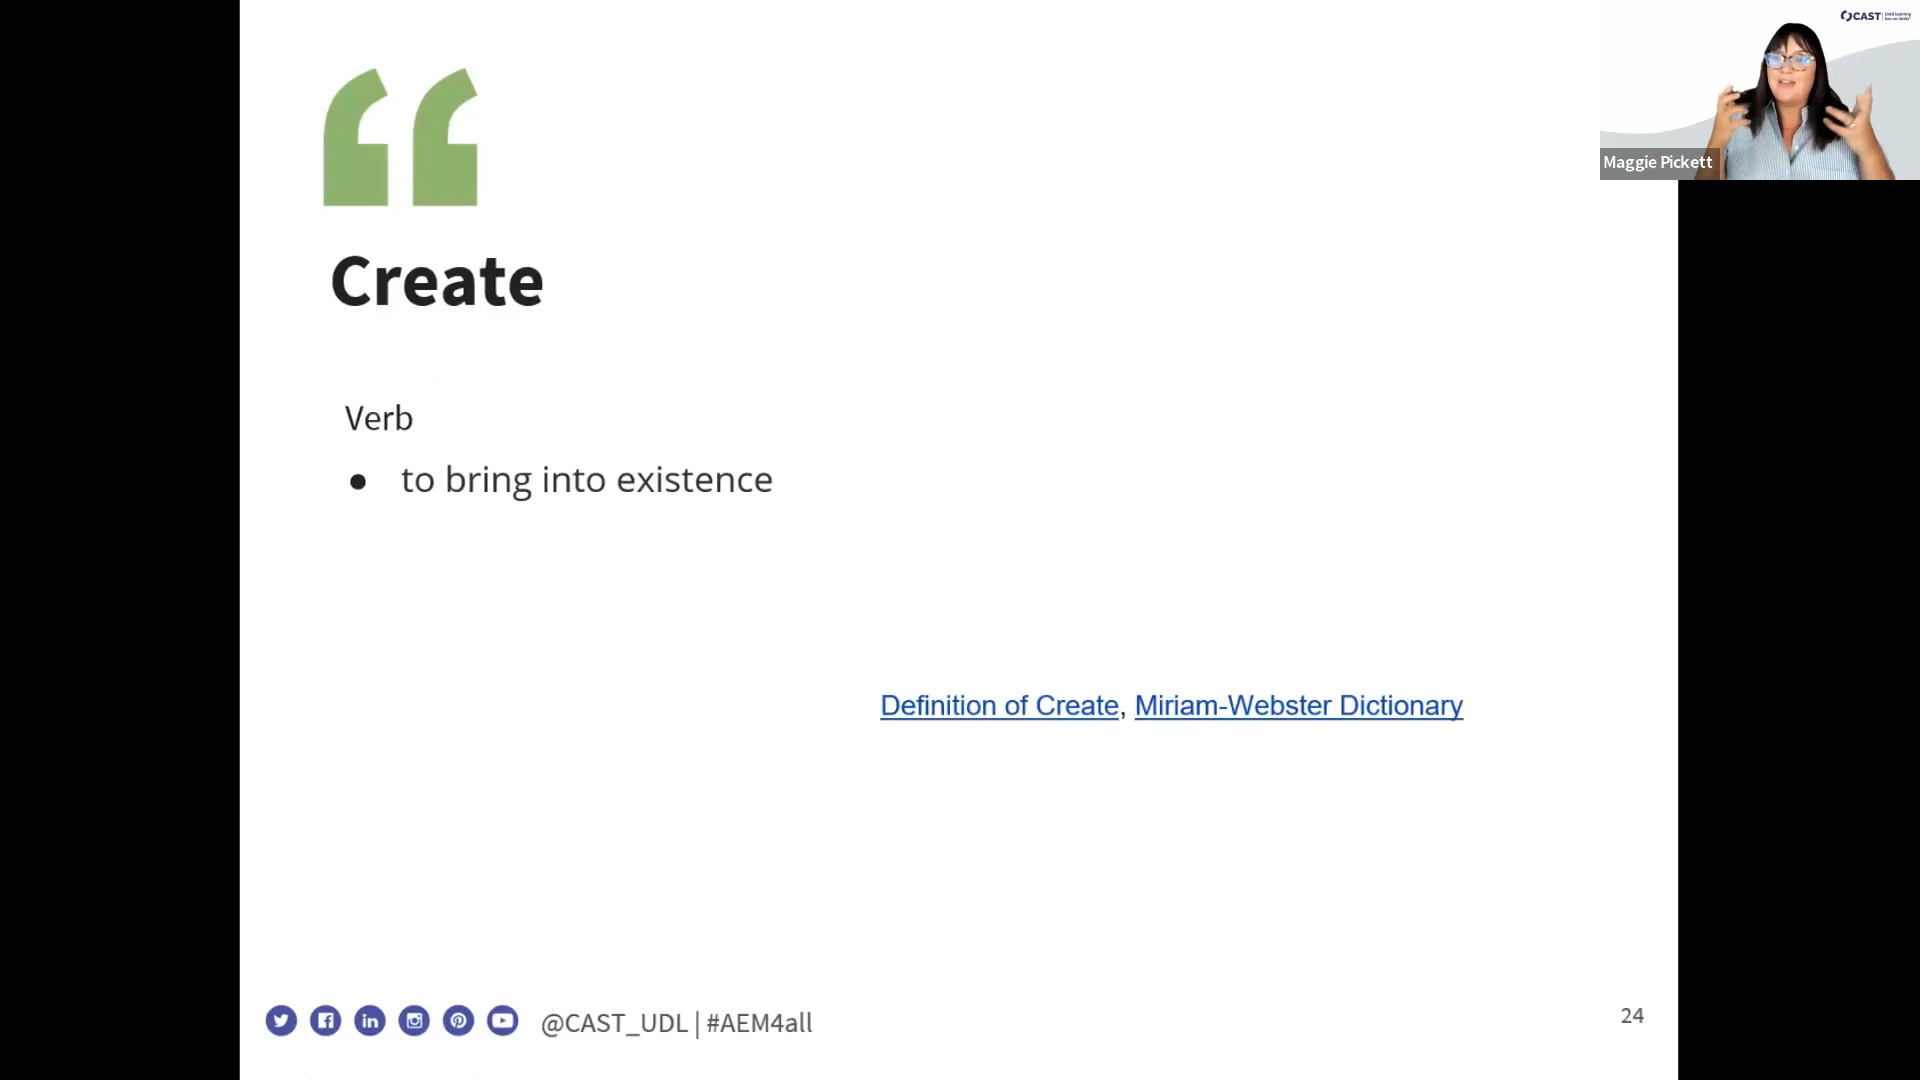 CAST
Maggie Pickett
Create
Verb
● to bring into existence
Definition of Create, Miriam-Webster Dictionary
@CAST_UDL | #AEM4all
24